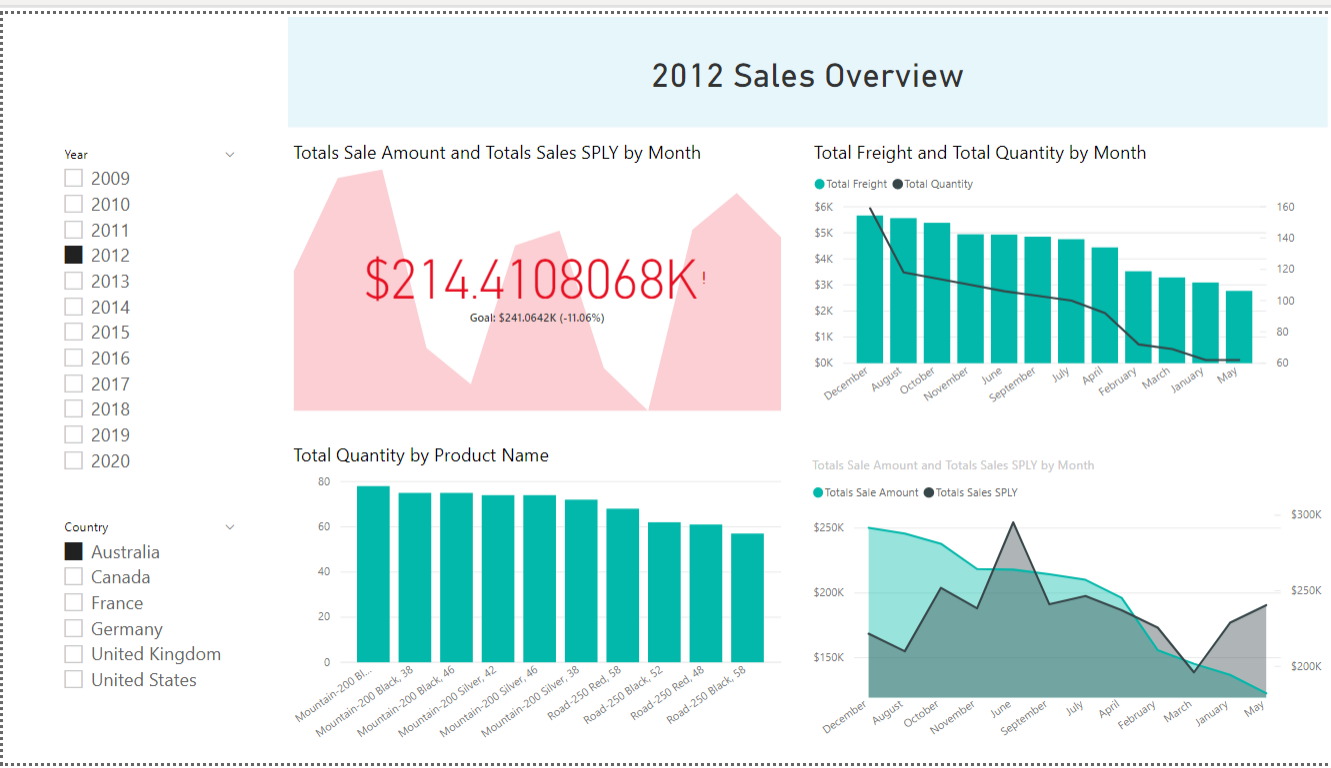 2012 Sales Overview
Year
2009
2010
2011
2012
2013
2014
2015
2016
2017
2018
2019
2020
Country
Australia
Canada
France
Germany
United Kingdom
United States
Totals Sale Amount and Totals Sales SPLY by Month
$214.4108068K !
Goal: $241.0642K (-11.06%)
Total Freight and Total Quantity by Month
Total Freight Total Quantity
$6K
$5K
$4K
$3K
$2K
$1K
$0K
160
140
120
100
80
60
December
August
October
November
June
September
July
April
February
March
January
May
Total Quantity by Product Name
80
60
40
20
0
Mountain-200 Bl...
Mountain-200 Black, 38
Mountain-200 Black, 46
Mountain-200 Silver, 42
Mountain-200 Silver, 46
Mountain-200 Silver, 38
Road-250 Red, 58
Road-250 Black, 52
Road-250 Red, 48
Road-250 Black, 58
Totals Sale Amount and Totals Sales SPLY by Month
Totals Sale Amount Totals Sales SPLY
$250K
$200K
$150K
$300K
$250K
$200K
December
August
October
November
June
September
July
April
February
March
January
May